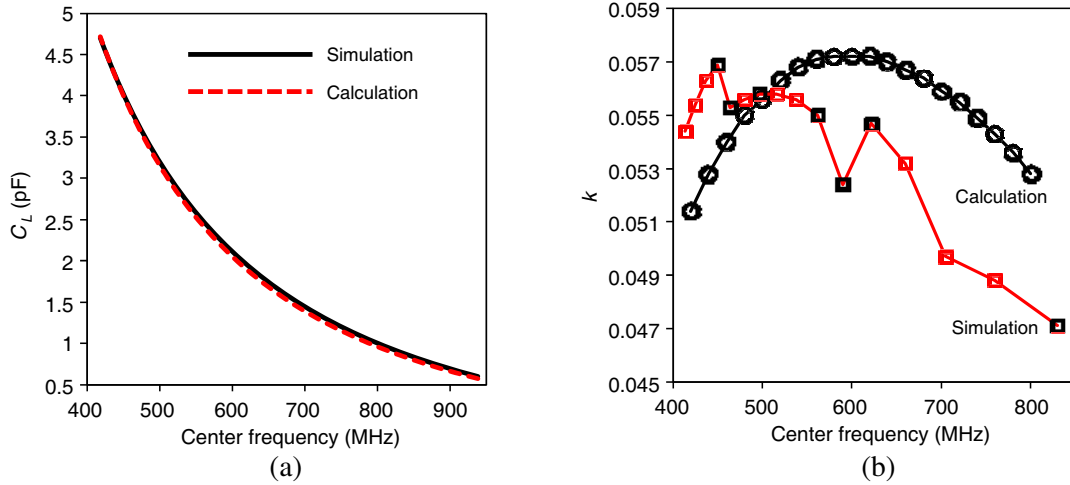 5
4.5
4
3.5
3
2.5
2
1.5
1
0.5
C_L (pF)
Simulation
Calculation
400 500 600 700 800 900
Center frequency (MHz)
(a)
0.059
0.057
0.055
0.053
0.051
0.049
0.047
0.045
k
Calculation
Simulation
400 500 600 700 800
Center frequency (MHz)
(b)